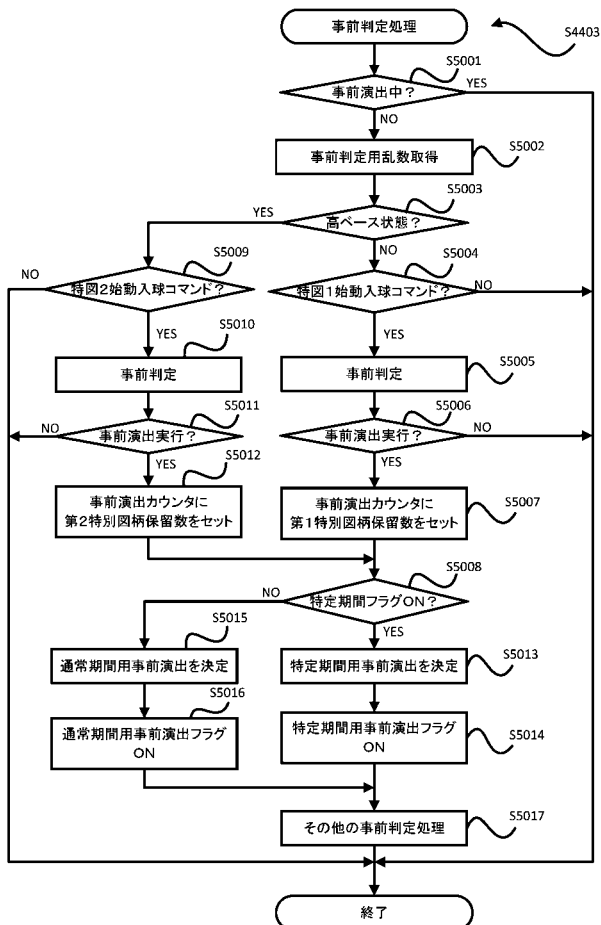 事前判定処理
S4403
S5001
事前演出中？
YES
NO
事前判定用乱数取得
S5002
S5003
高ベース状態？
YES
NO
S5009
特図２始動入球コマンド？
NO
YES
S5004
特図１始動入球コマンド？
NO
YES
S5010
事前判定
S5005
事前判定
S5011
事前演出実行？
NO
YES
S5006
事前演出実行？
NO
YES
S5012
事前演出カウンタに
第２特別図柄保留数をセット
事前演出カウンタに
第１特別図柄保留数をセット
S5007
S5008
特定期間フラグＯＮ？
NO
YES
S5015
通常期間用事前演出を決定
特定期間用事前演出を決定
S5013
S5016
通常期間用事前演出フラグ
ＯＮ
特定期間用事前演出フラグ
ＯＮ
S5014
その他の事前判定処理
S5017
終了